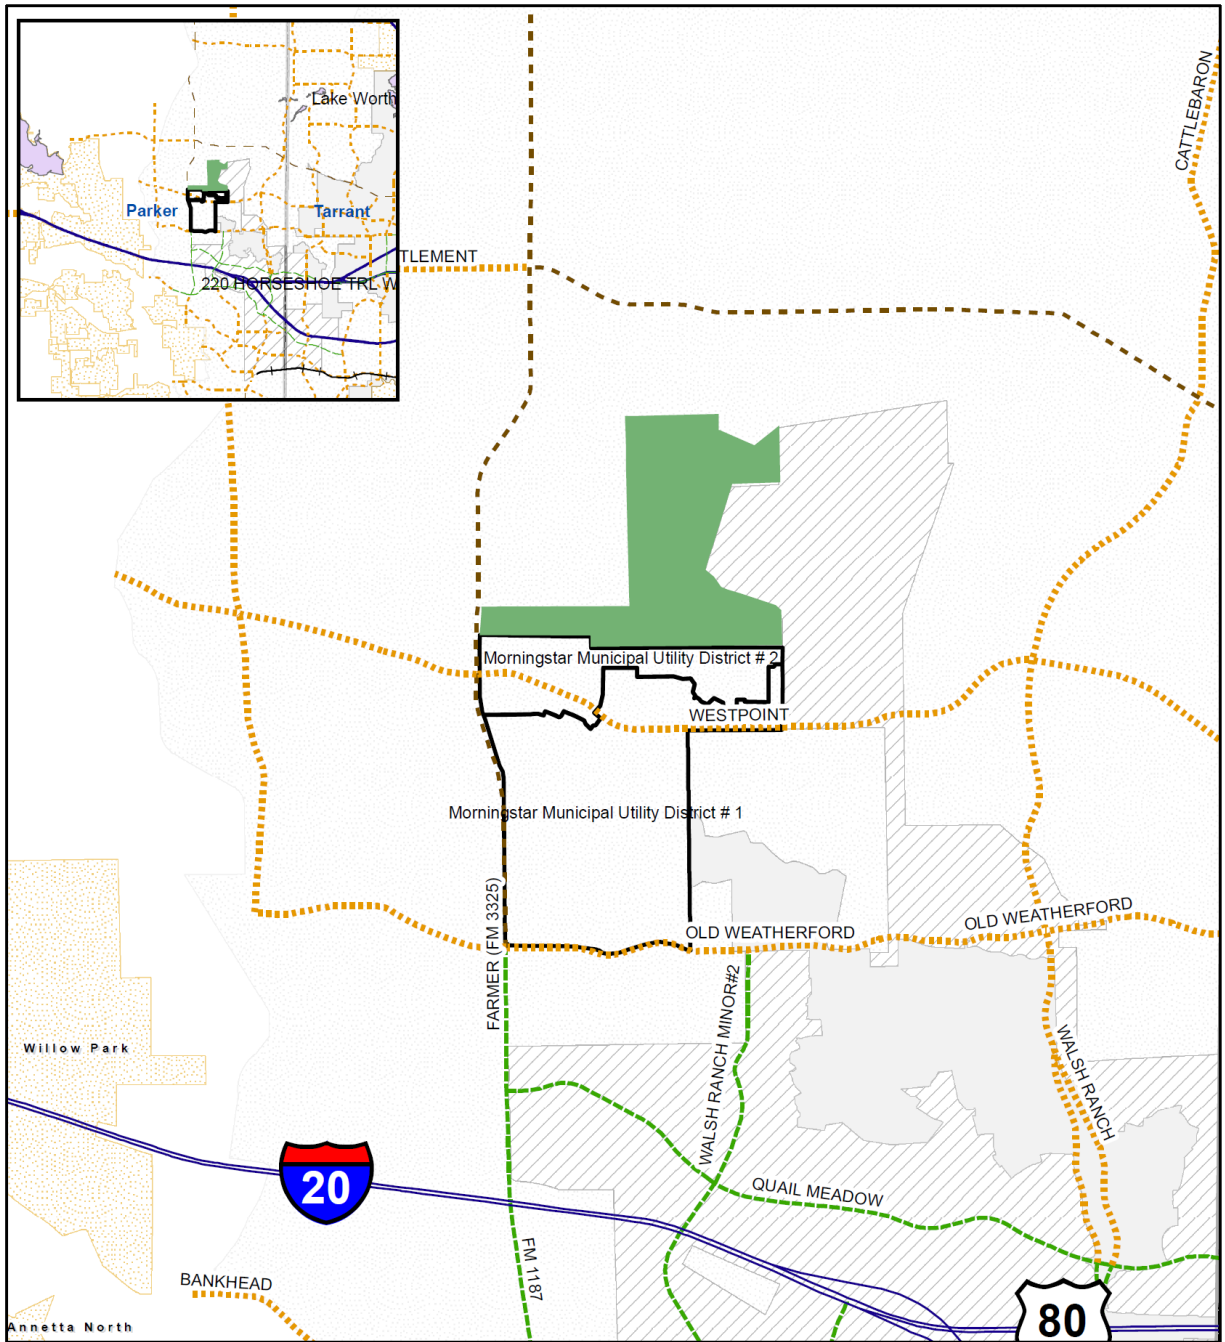 Lake Worth
Parker
Tarrant
220 HORSESHOE TRL W
TLEMENT
CATTLEBARON
Morningstar Municipal Utility District # 2
WESTPOINT
Morningstar Municipal Utility District # 1
FARMER (FM 3325)
OLD WEATHERFORD
OLD WEATHERFORD
WALSH RANCH MINOR#2
WALSH RANCH
Willow Park
20
QUAIL MEADOW
FM 1187
BANKHEAD
80
Annetta North